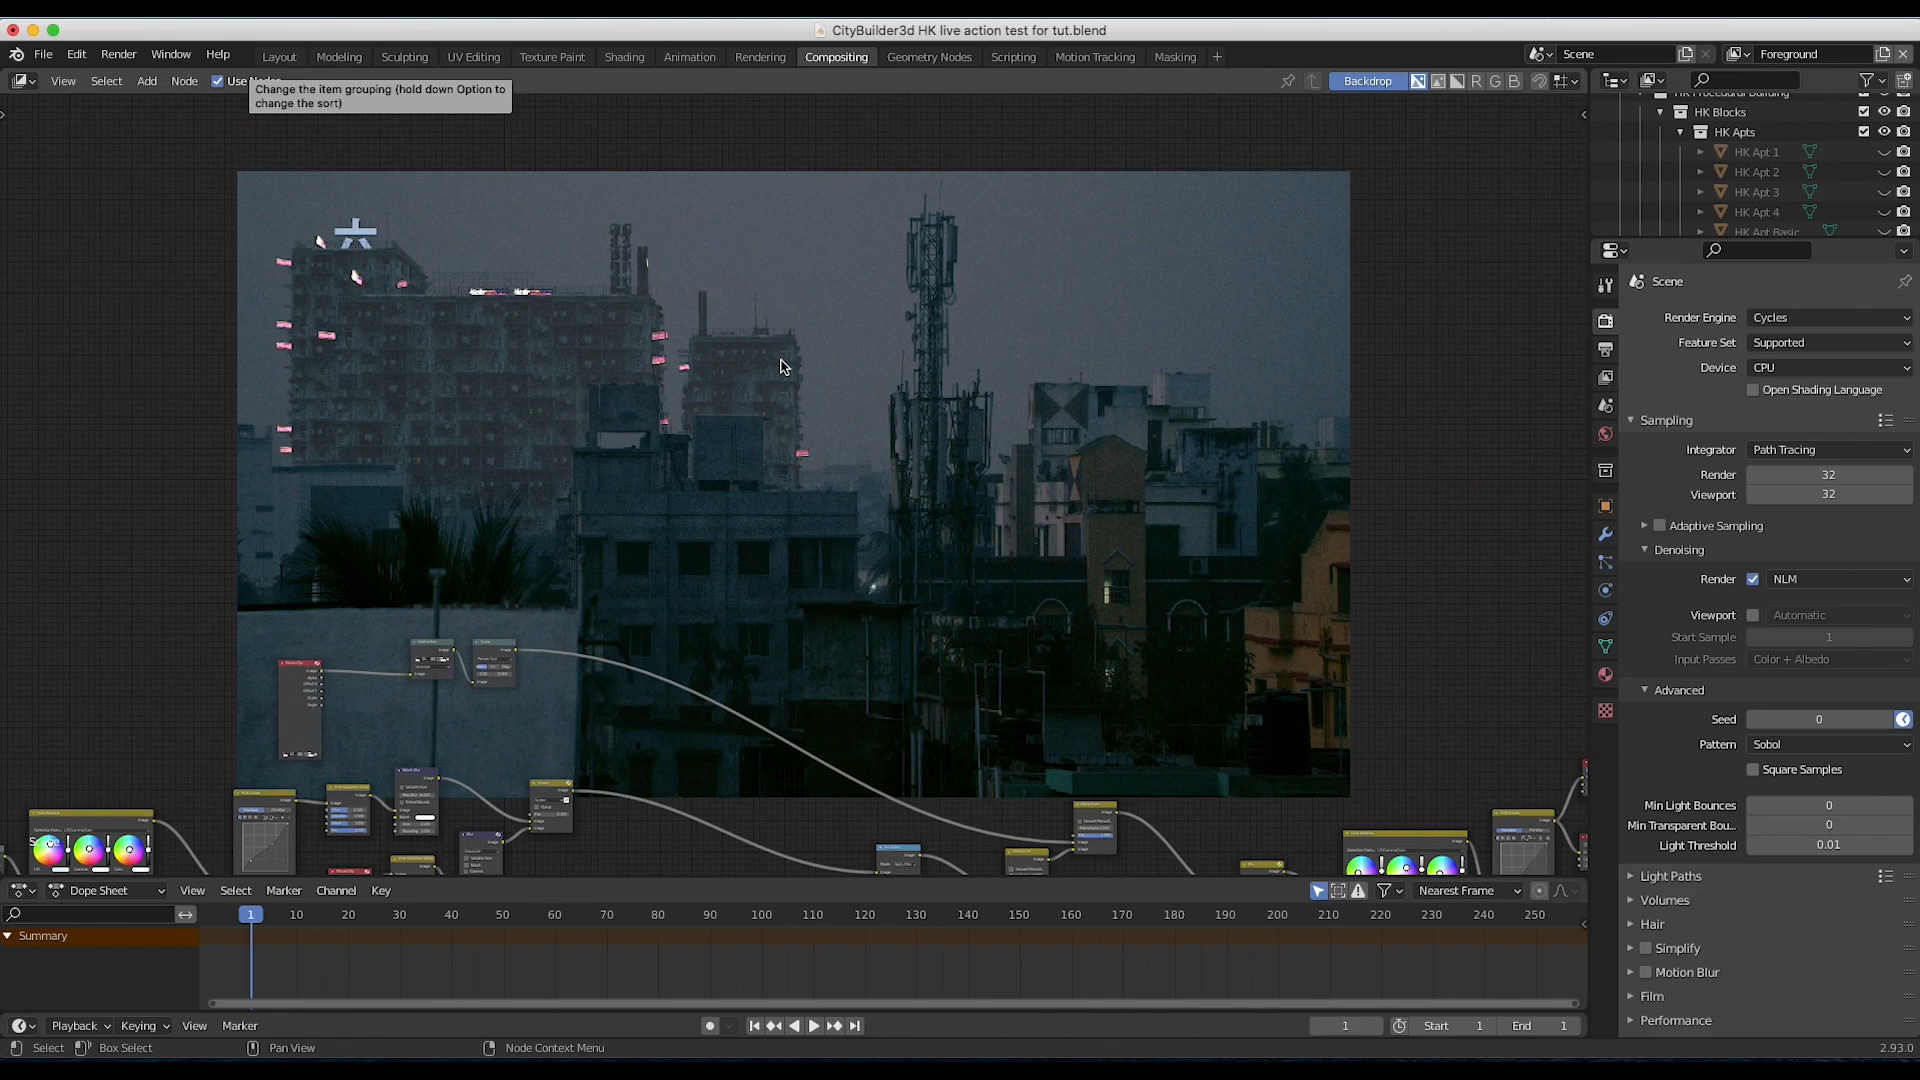 CityBuilder3d HK live action test for tut.blend
File Edit Render Window Help
Layout Modeling Sculpting UV Editing Texture Paint Shading Animation Rendering Compositing Geometry Nodes Scripting Motion Tracking Masking +
Scene
Foreground
View Select Add Node Use Nodes
Backdrop R G B
Change the item grouping (hold down Option to
change the sort)
HK Procedural Building
HK Blocks
HK Apts
HK Apt 1
HK Apt 2
HK Apt 3
HK Apt 4
HK Apt Basic
Scene
Render Engine Cycles
Feature Set Supported
Device CPU
Open Shading Language
Sampling
Integrator Path Tracing
Render 32
Viewport 32
Adaptive Sampling
Denoising
Render NLM
Viewport Automatic
Start Sample 1
Input Passes Color + Albedo
Advanced
Seed 0
Pattern Sobol
Square Samples
Min Light Bounces 0
Min Transparent Bou... 0
Light Threshold 0.01
Light Paths
Volumes
Hair
Simplify
Motion Blur
Film
Performance
六
Scene
Dope Sheet View Select Marker Channel Key
Nearest Frame
1 10 20 30 40 50 60 70 80 90 100 110 120 130 140 150 160 170 180 190 200 210 220 230 240 250
Summary
Playback Keying View Marker
1 Start 1 End 1
Select Box Select Pan View Node Context Menu
2.93.0